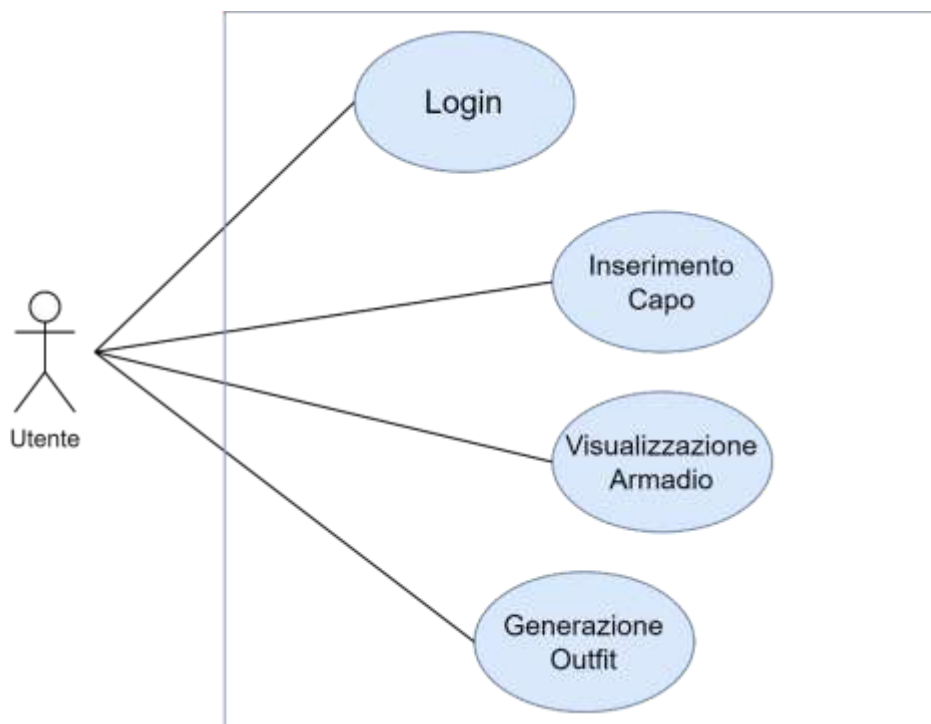 Login
Inserimento
Capo
Utente
Visualizzazione
Armadio
Generazione
Outfit